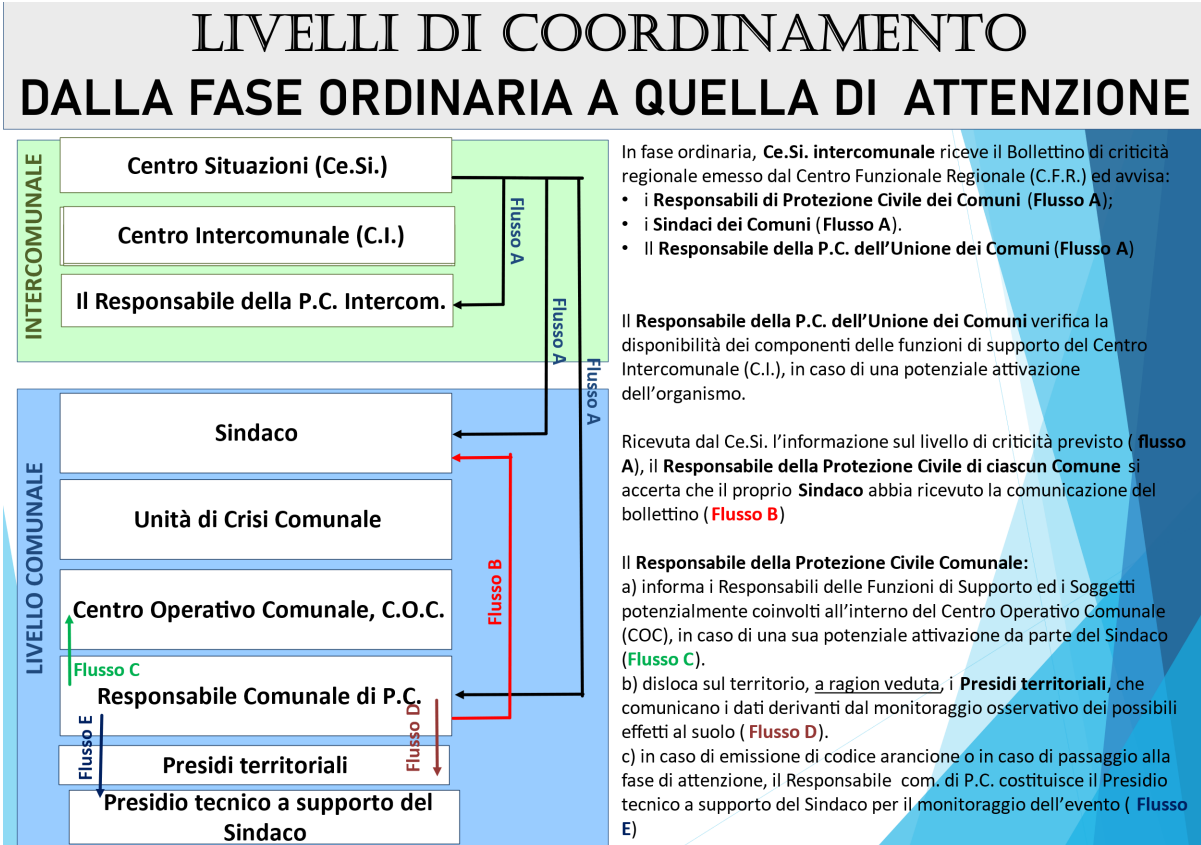 LIVELLI DI COORDINAMENTO
DALLA FASE ORDINARIA A QUELLA DI ATTENZIONE
INTERCOMUNALE
Centro Situazioni (Ce.Si.)
Centro Intercomunale (C.I.)
Il Responsabile della P.C. Intercom.
Flusso A
Flusso A
Flusso A
LIVELLO COMUNALE
Sindaco
Unità di Crisi Comunale
Centro Operativo Comunale, C.O.C.
Flusso B
Flusso C
Responsabile Comunale di P.C.
Flusso E
Flusso D
Presidi territoriali
Presidio tecnico a supporto del
Sindaco
In fase ordinaria, Ce.Si. intercomunale riceve il Bollettino di criticità
regionale emesso dal Centro Funzionale Regionale (C.F.R.) ed avvisa:
• i Responsabili di Protezione Civile dei Comuni (Flusso A);
• i Sindaci dei Comuni (Flusso A).
• Il Responsabile della P.C. dell’Unione dei Comuni (Flusso A)
Il Responsabile della P.C. dell’Unione dei Comuni verifica la
disponibilità dei componenti delle funzioni di supporto del Centro
Intercomunale (C.I.), in caso di una potenziale attivazione
dell’organismo.
Ricevuta dal Ce.Si. l’informazione sul livello di criticità previsto ( flusso
A), il Responsabile della Protezione Civile di ciascun Comune si
accerta che il proprio Sindaco abbia ricevuto la comunicazione del
bollettino ( Flusso B)
Il Responsabile della Protezione Civile Comunale:
a) informa i Responsabili delle Funzioni di Supporto ed i Soggetti
potenzialmente coinvolti all’interno del Centro Operativo Comunale
(COC), in caso di una sua potenziale attivazione da parte del Sindaco
(Flusso C).
b) disloca sul territorio, a ragion veduta, i Presidi territoriali, che
comunicano i dati derivanti dal monitoraggio osservativo dei possibili
effetti al suolo ( Flusso D).
c) in caso di emissione di codice arancione o in caso di passaggio alla
fase di attenzione, il Responsabile com. di P.C. costituisce il Presidio
tecnico a supporto del Sindaco per il monitoraggio dell’evento ( Flusso
E)